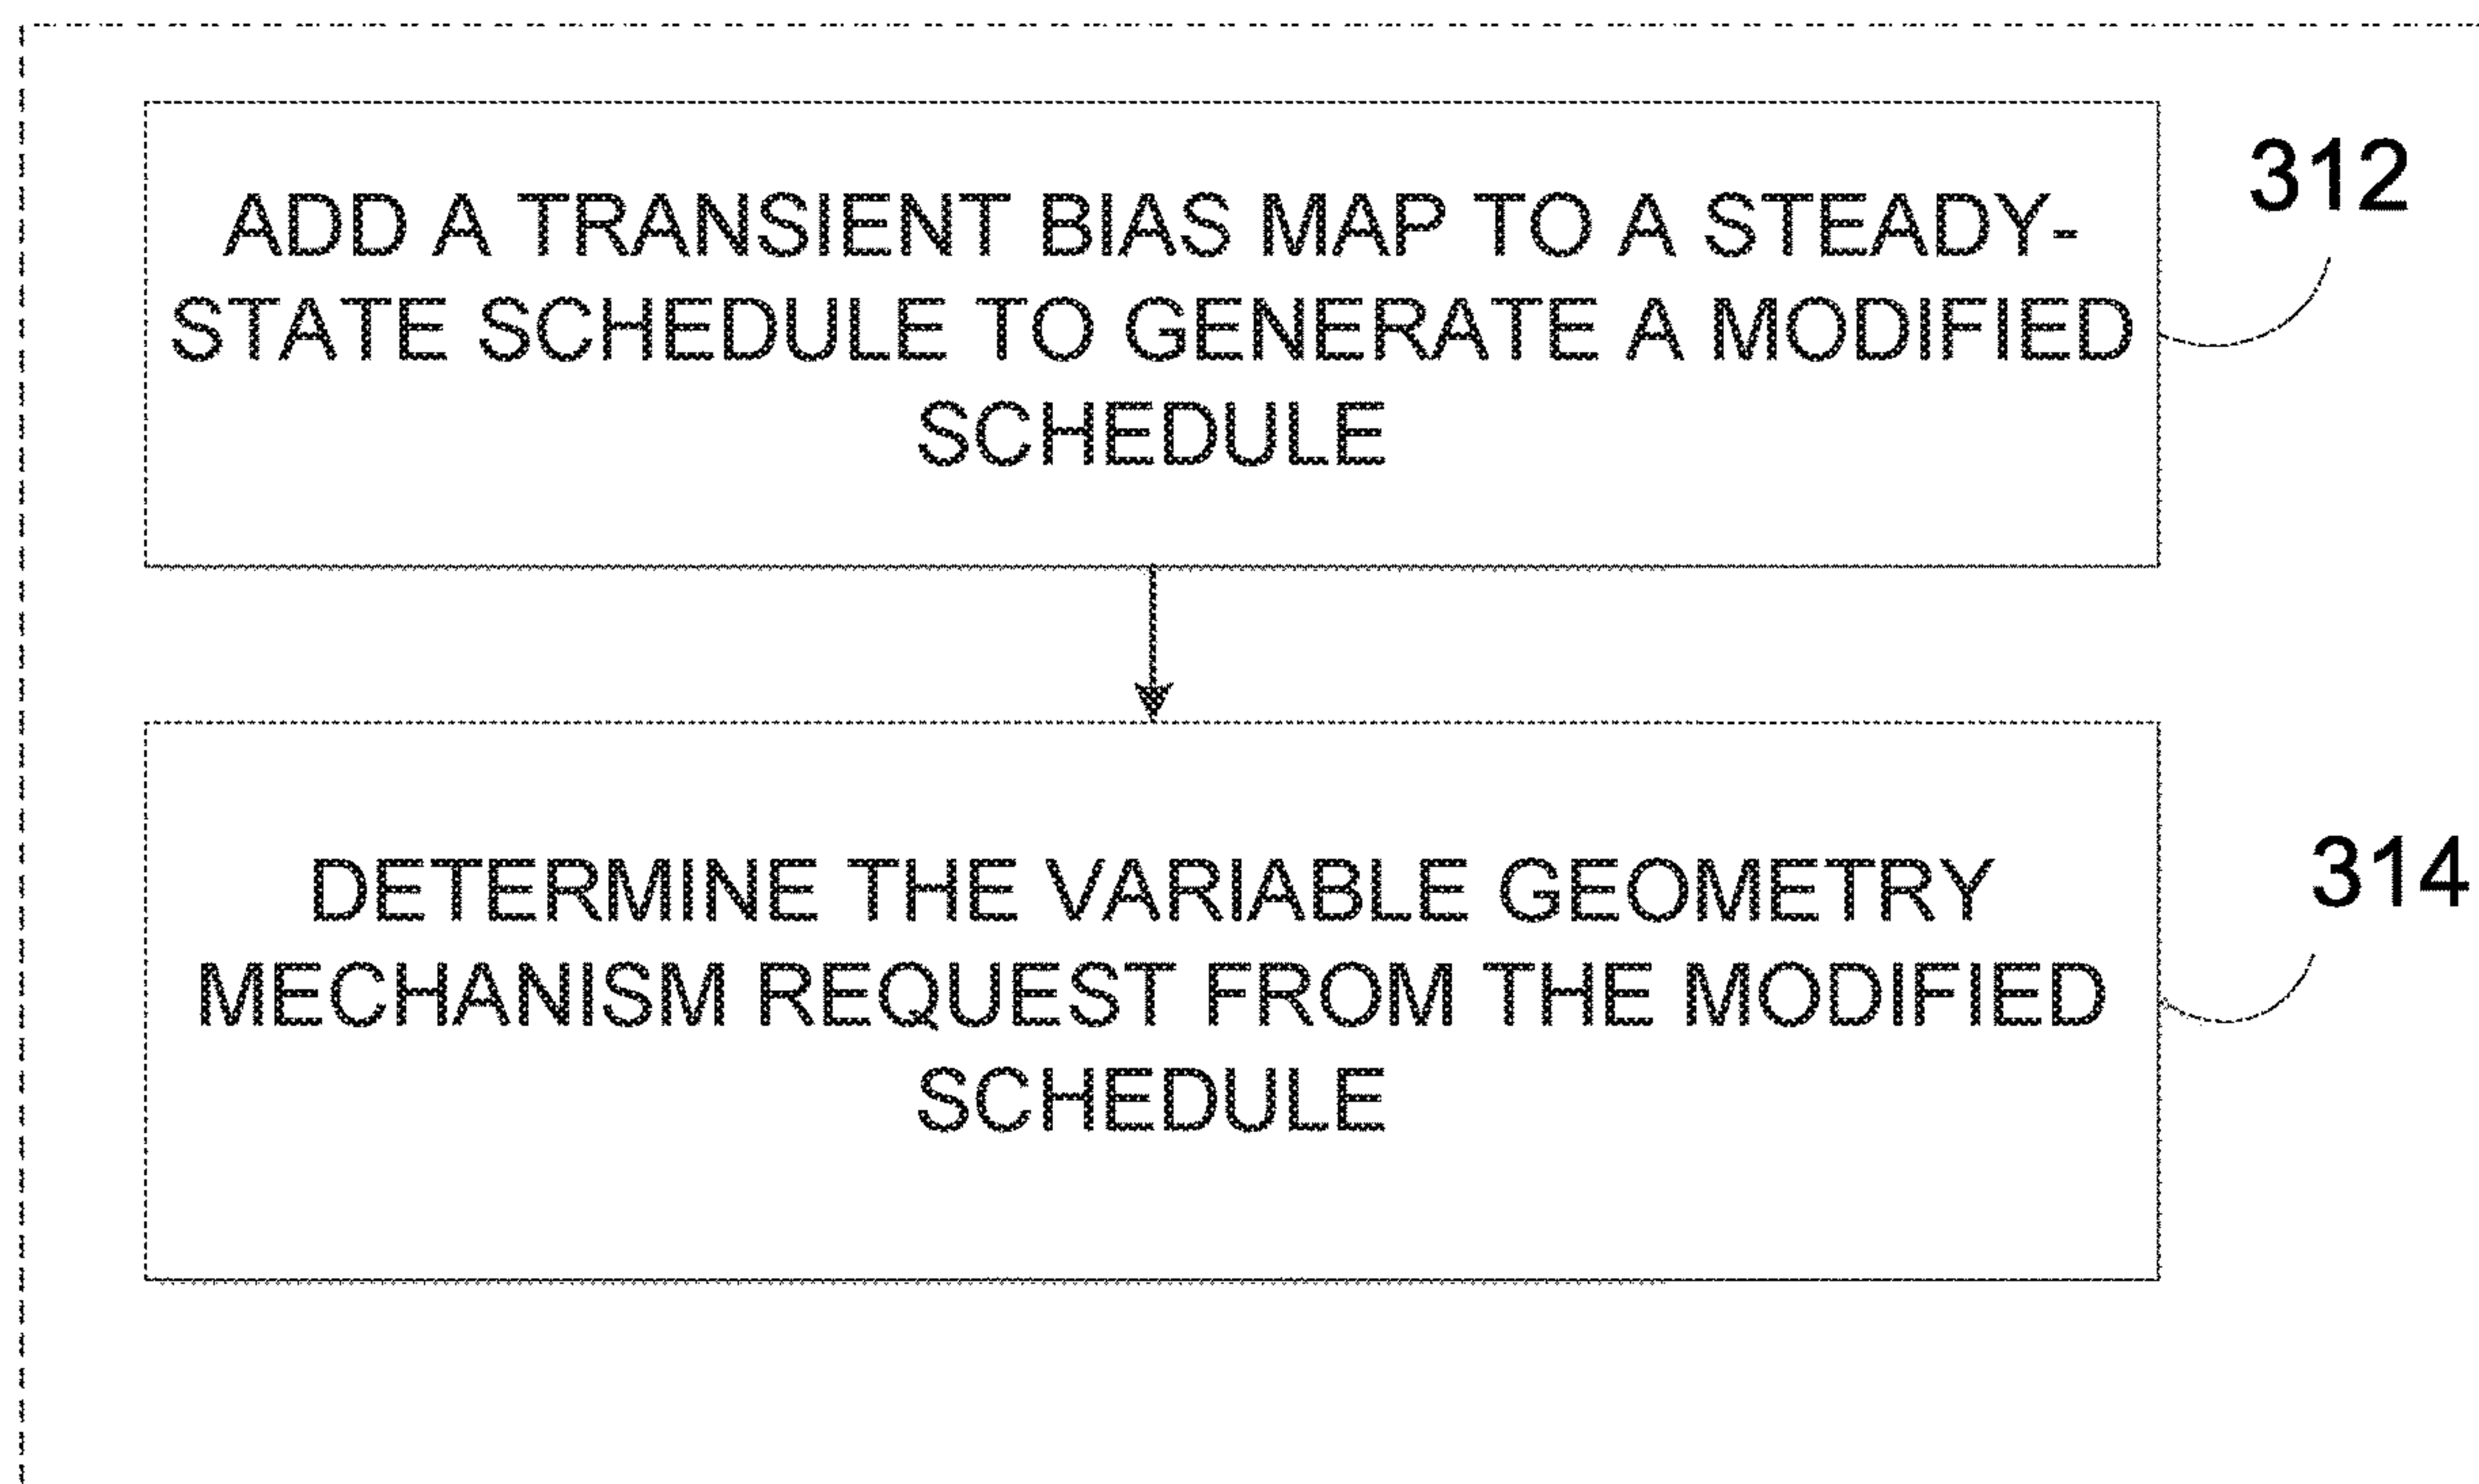 ADD A TRANSIENT BIAS MAP TO A STEADY-
STATE SCHEDULE TO GENERATE A MODIFIED
SCHEDULE
312
DETERMINE THE VARIABLE GEOMETRY
MECHANISM REQUEST FROM THE MODIFIED
SCHEDULE
314